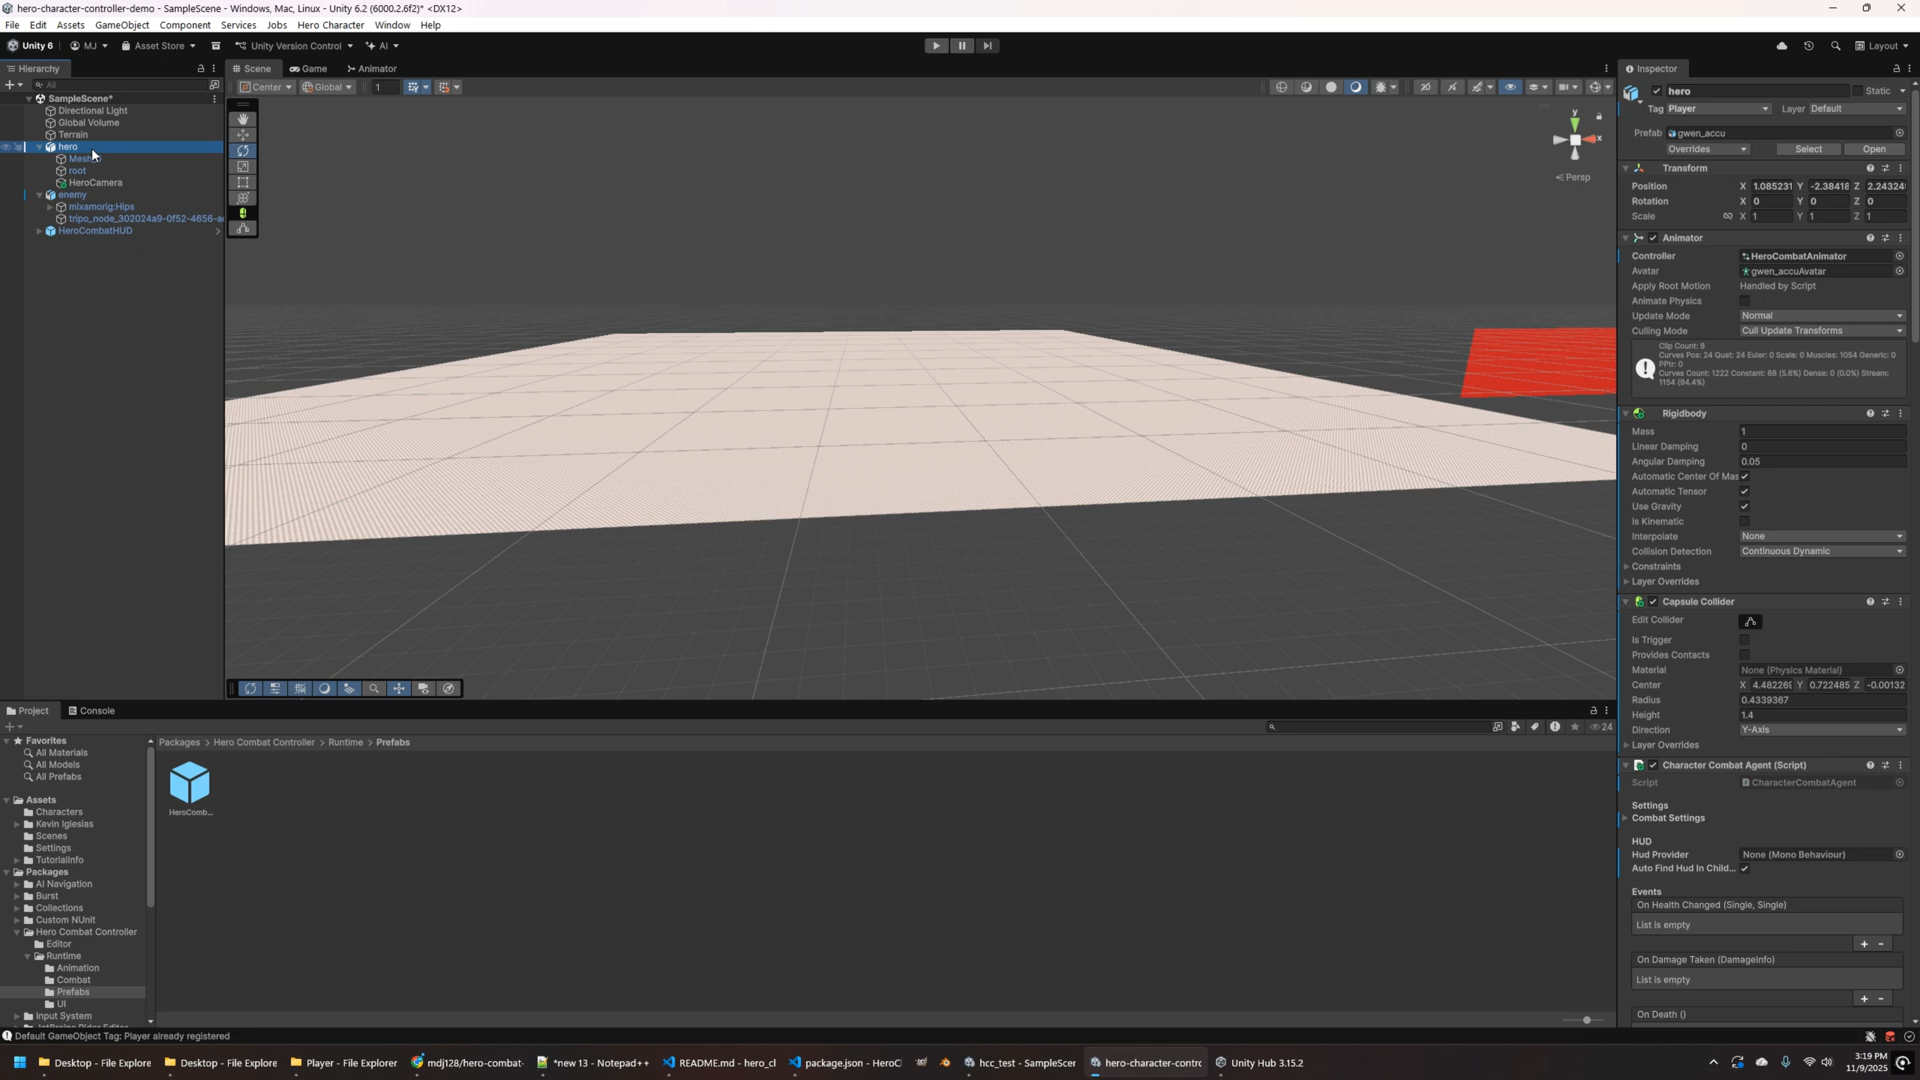 hero-character-controller-demo - SampleScene - Windows, Mac, Linux - Unity 6.2 (6000.2.6f2)* <DX12>
File Edit Assets GameObject Component Services Jobs Hero Character Window Help
Unity 6 MJ Asset Store Unity Version Control AI Layout
Hierarchy
All
SampleScene*
Directional Light
Global Volume
Terrain
hero
Mesh
root
HeroCamera
enemy
mixamorig:Hips
tripo_node_302024a9-0f52-4656-a
HeroCombatHUD
Scene Game Animator
Center Global 1
y
x
Persp
Inspector
hero Static
Tag Player Layer Default
Prefab gwen_accu
Overrides Select Open
Transform
Position X 1.085231 Y -2.38418 Z 2.24324
Rotation X 0 Y 0 Z 0
Scale X 1 Y 1 Z 1
Animator
Controller HeroCombatAnimator
Avatar gwen_accuAvatar
Apply Root Motion Handled by Script
Animate Physics
Update Mode Normal
Culling Mode Cull Update Transforms
Clip Count: 8
Curves Pos: 24 Quat: 24 Euler: 0 Scale: 0 Muscles: 1054 Generic: 0
PPtr: 0
Curves Count: 1222 Constant: 68 (5.6%) Dense: 0 (0.0%) Stream:
1154 (94.4%)
Rigidbody
Mass 1
Linear Damping 0
Angular Damping 0.05
Automatic Center Of Mas
Automatic Tensor
Use Gravity
Is Kinematic
Interpolate None
Collision Detection Continuous Dynamic
Constraints
Layer Overrides
Capsule Collider
Edit Collider
Is Trigger
Provides Contacts
Material None (Physics Material)
Center X 4.48226 Y 0.722485 Z -0.00132
Radius 0.4339367
Height 1.4
Direction Y-Axis
Layer Overrides
Character Combat Agent (Script)
Script CharacterCombatAgent
Settings
Combat Settings
HUD
Hud Provider None (Mono Behaviour)
Auto Find Hud In Child...
Events
On Health Changed (Single, Single)
List is empty
On Damage Taken (DamageInfo)
List is empty
On Death ()
Project Console
24
Favorites
All Materials
All Models
All Prefabs
Assets
Characters
Kevin Iglesias
Scenes
Settings
TutorialInfo
Packages
AI Navigation
Burst
Collections
Custom NUnit
Hero Combat Controller
Editor
Runtime
Animation
Combat
Prefabs
UI
Input System
JetBrains Rider Editor
Packages > Hero Combat Controller > Runtime > Prefabs
HeroComb...
Default GameObject Tag: Player already registered
Desktop - File Explore Desktop - File Explore Player - File Explorer mdj128/hero-combat- *new 13 - Notepad++ README.md - hero_cl package.json - HeroCl hcc_test - SampleScer hero-character-contro Unity Hub 3.15.2
3:19 PM
11/9/2025